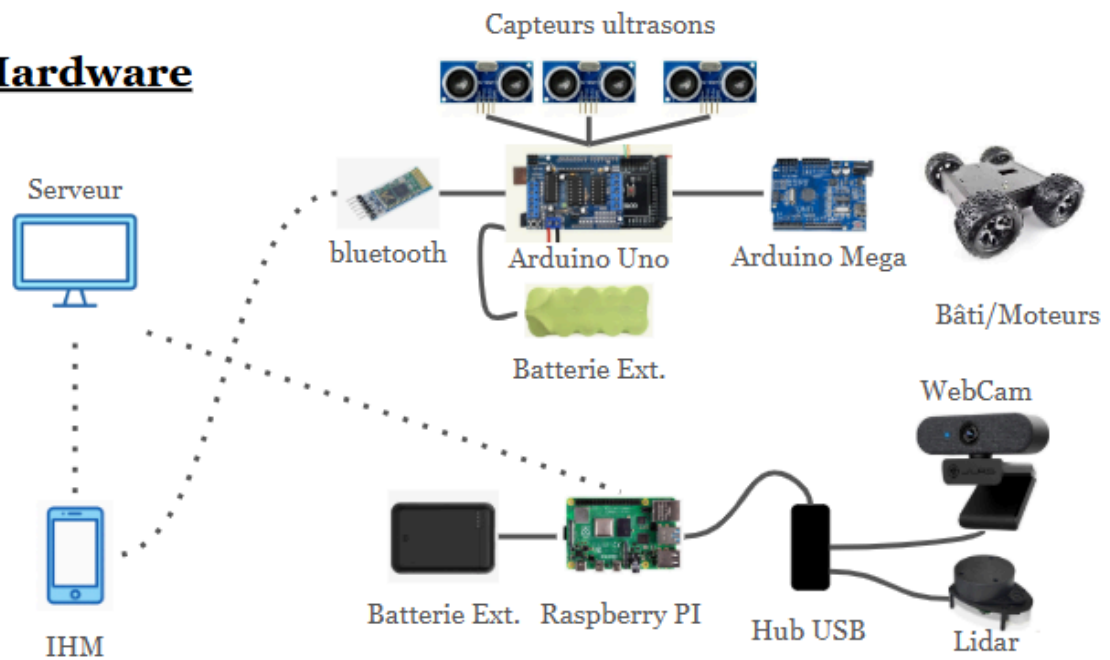 Capteurs ultrasons
Hardware
Serveur
bluetooth
Arduino Uno
Arduino Mega
Bâti/Moteurs
Batterie Ext.
WebCam
Batterie Ext.
Raspberry PI
Hub USB
Lidar
IHM